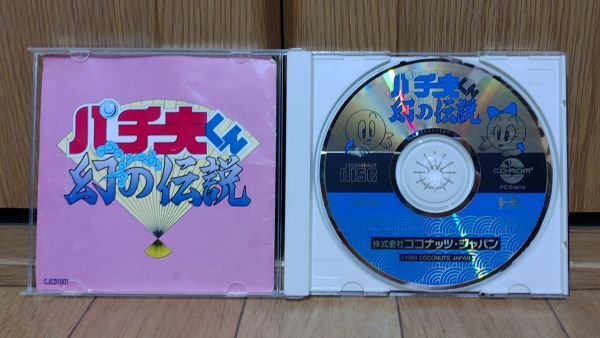 パチ夫くん
幻の伝説
CJCD1001
パチ夫くん
幻の伝説
COMPACT
disc
CD-ROM²
PC Engine
株式会社ココナッツ・ジャパン
©1990 COCONUTS JAPAN